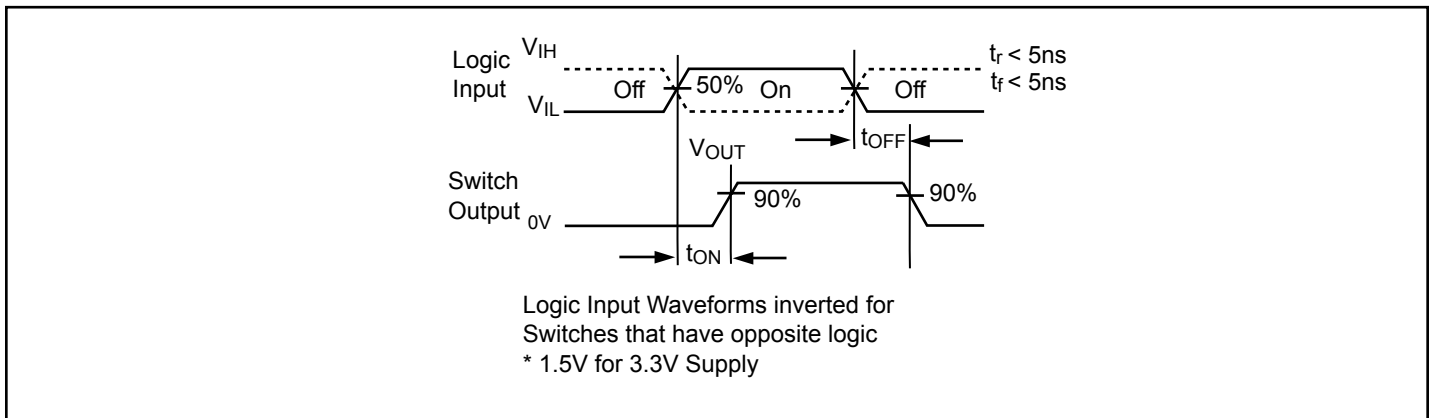 Logic Input
VIH
VIL
Off
50%
On
Off
tr < 5ns
tf < 5ns
tOFF
VOUT
Switch Output
0V
90%
90%
tON
Logic Input Waveforms inverted for
Switches that have opposite logic
* 1.5V for 3.3V Supply